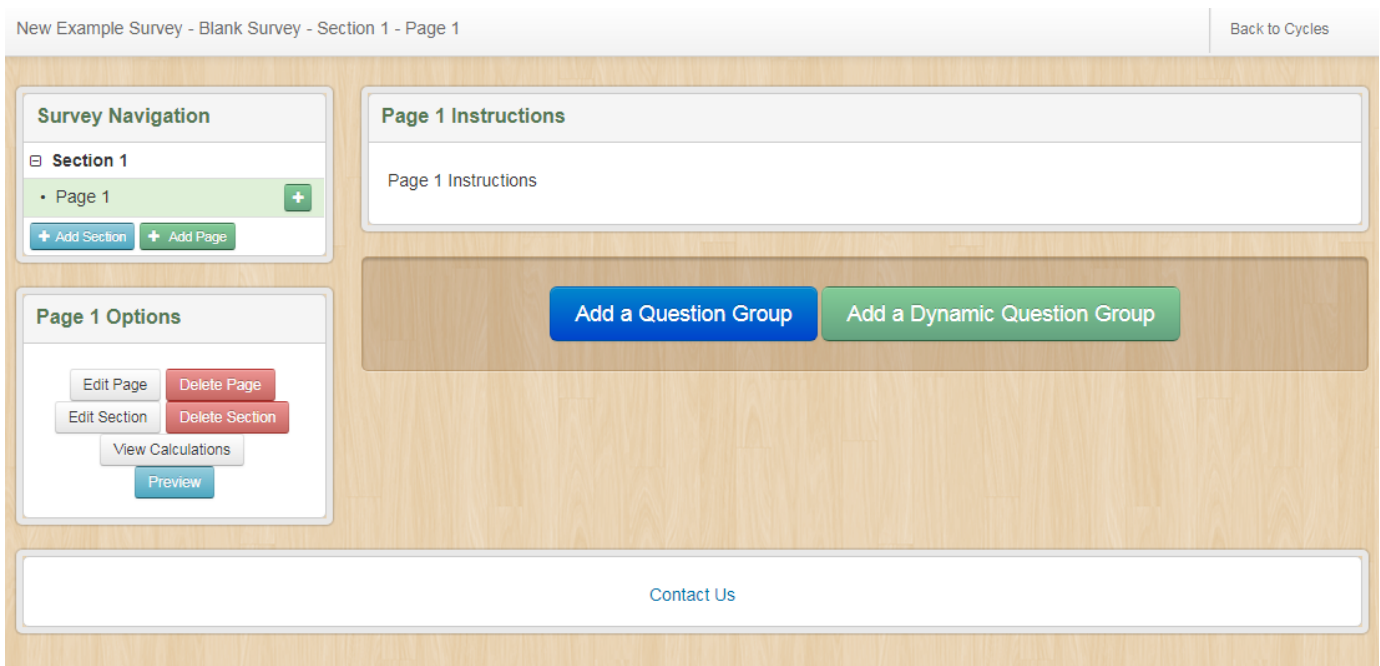 New Example Survey - Blank Survey - Section 1 - Page 1
Back to Cycles
Survey Navigation
Section 1
Page 1
Add Section
Add Page
Page 1 Options
Edit Page
Delete Page
Edit Section
Delete Section
View Calculations
Preview
Page 1 Instructions
Page 1 Instructions
Add a Question Group
Add a Dynamic Question Group
Contact Us